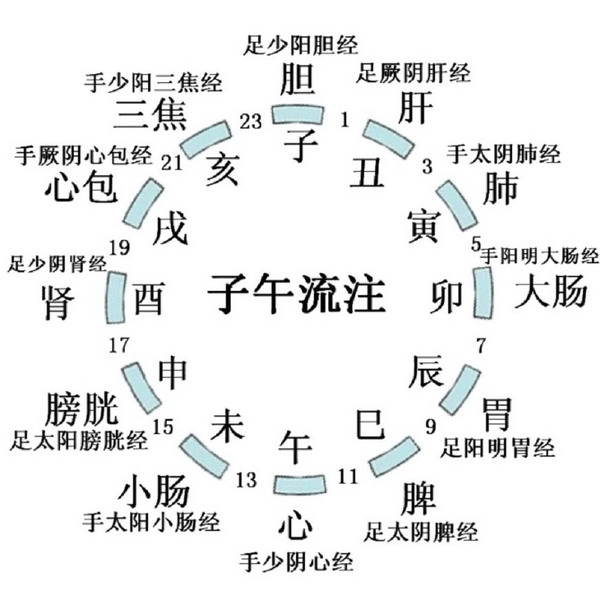 足少阳胆经
胆
子
1
足厥阴肝经
肝
丑
3
手太阴肺经
肺
寅
5
手阳明大肠经
大肠
卯
7
辰
胃
足阳明胃经
9
巳
脾
足太阴脾经
11
午
心
手少阴心经
13
未
小肠
手太阳小肠经
15
申
膀胱
足太阳膀胱经
17
足少阴肾经
肾
酉
19
手厥阴心包经
心包
戌
21
手少阳三焦经
三焦
亥
23
子午流注